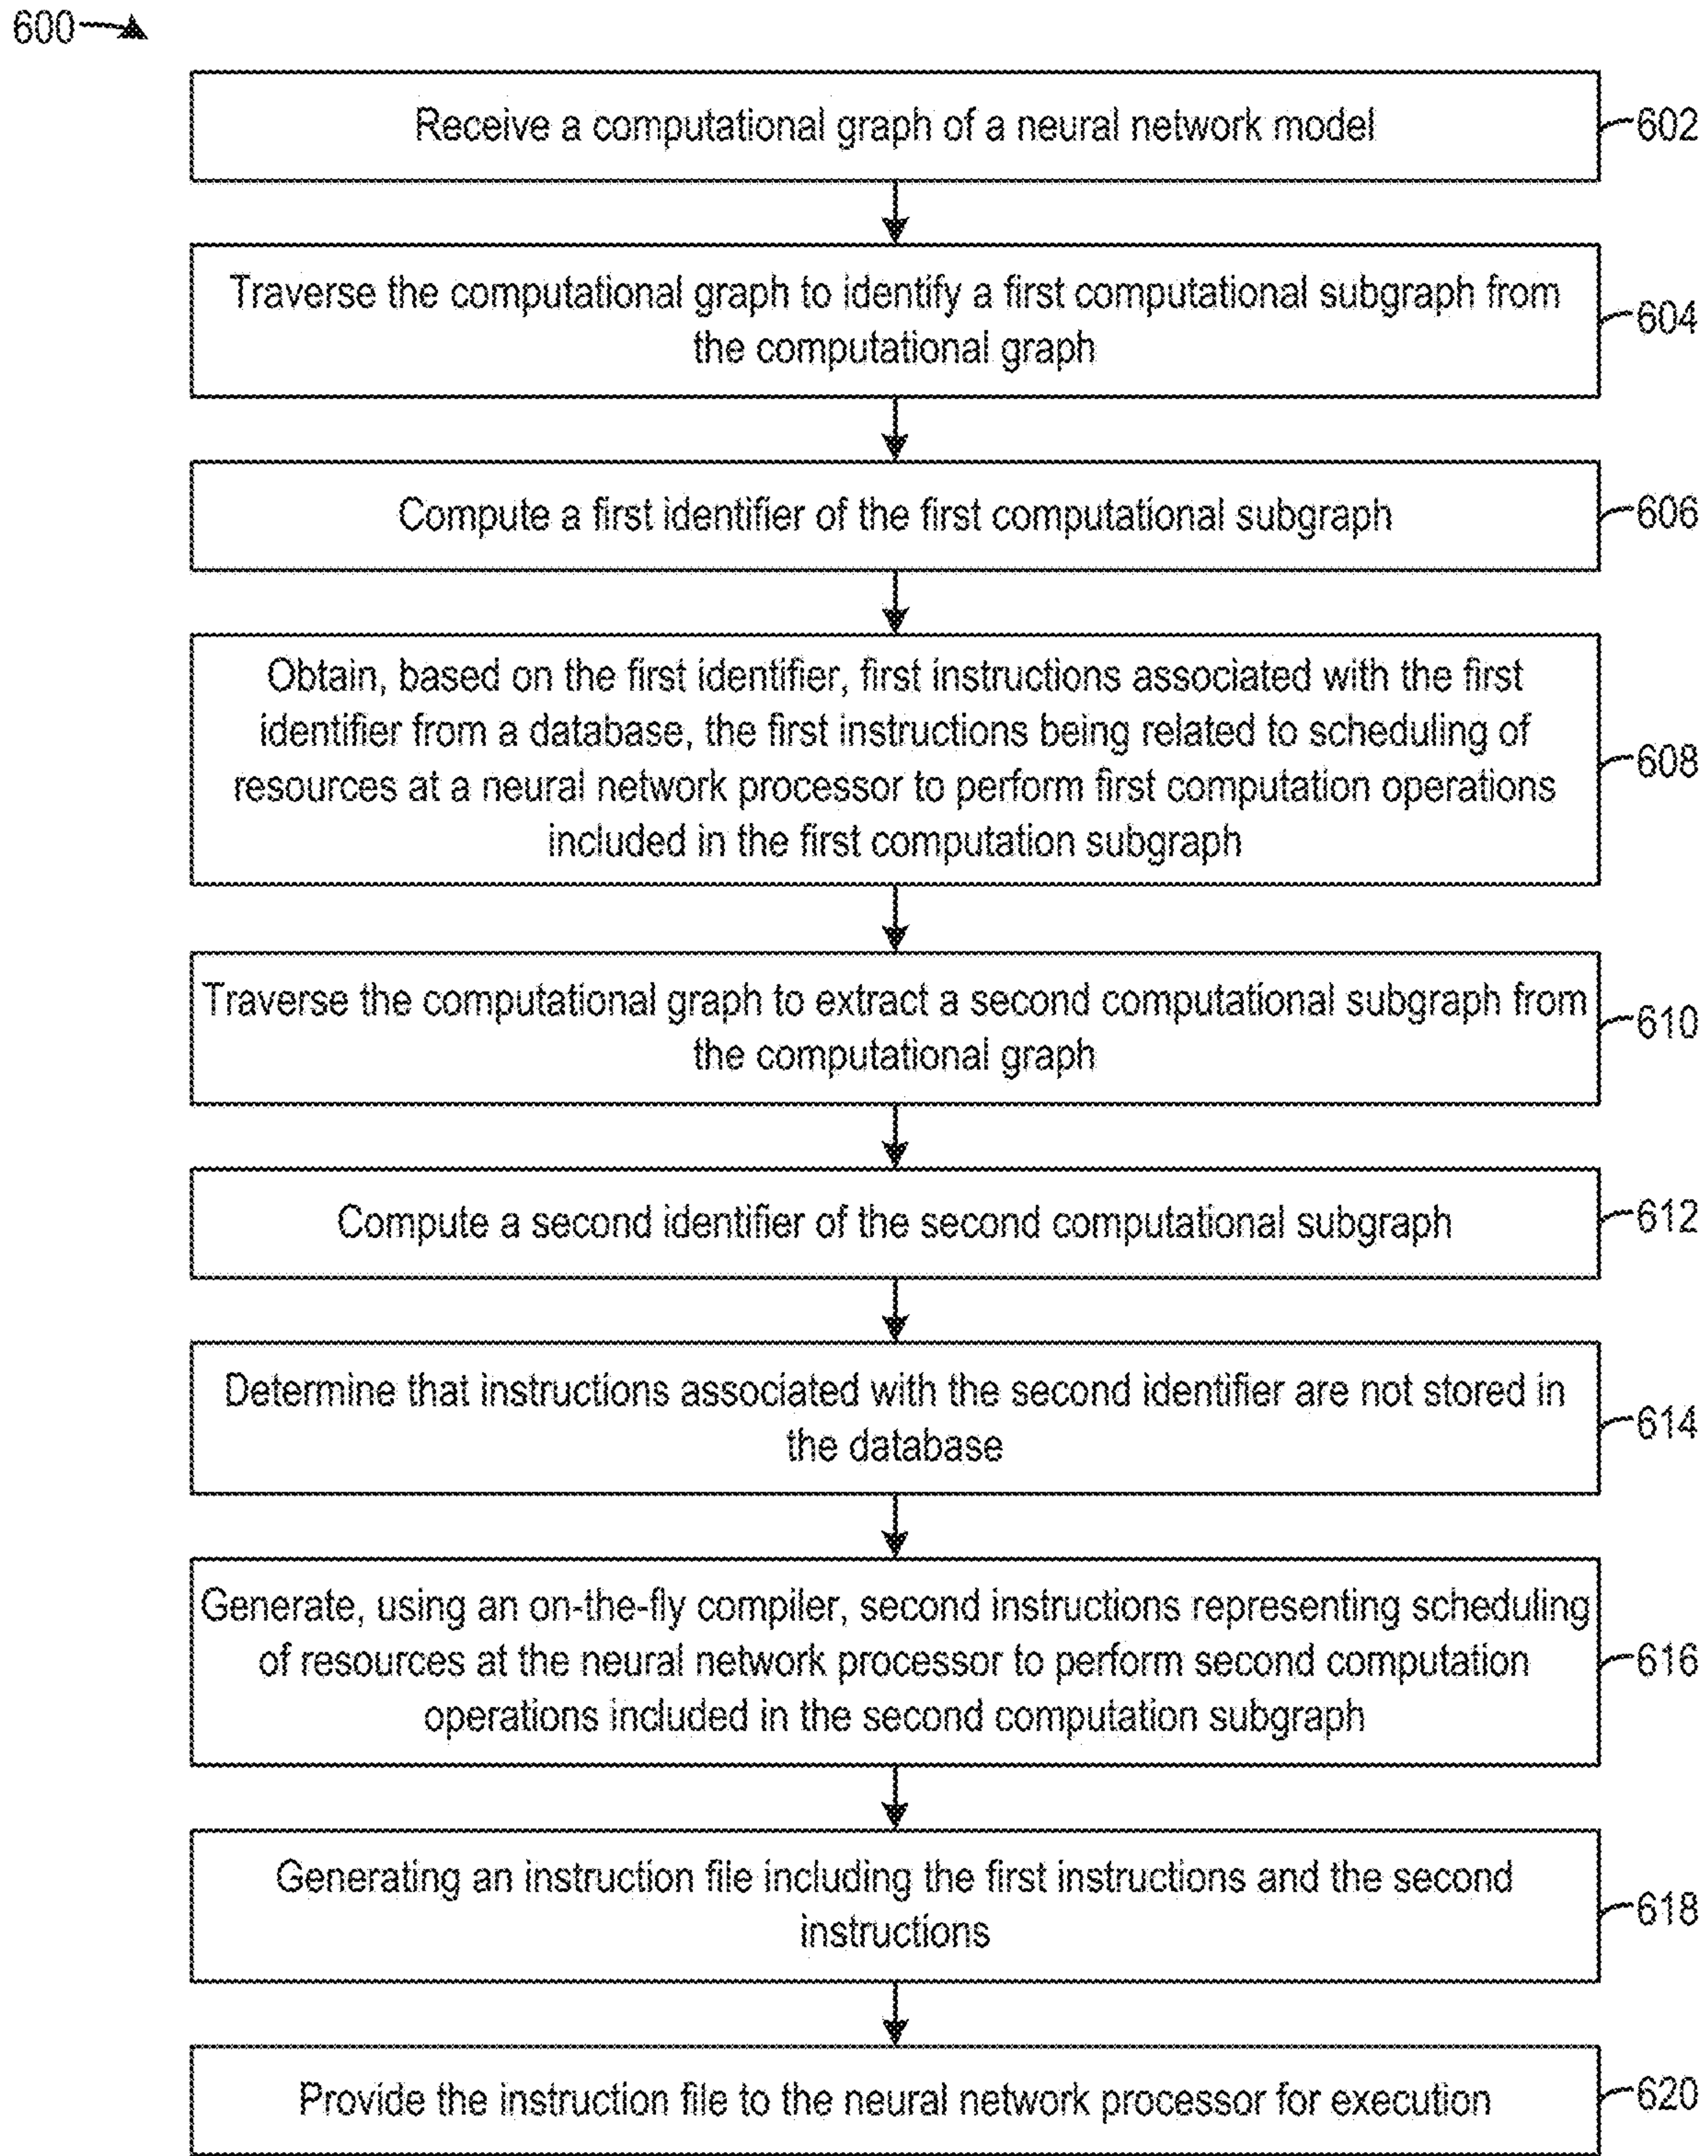 600
Receive a computational graph of a neural network model
602
Traverse the computational graph to identify a first computational subgraph from
the computational graph
604
Compute a first identifier of the first computational subgraph
606
Obtain, based on the first identifier, first instructions associated with the first
identifier from a database, the first instructions being related to scheduling of
resources at a neural network processor to perform first computation operations
included in the first computation subgraph
608
Traverse the computational graph to extract a second computational subgraph from
the computational graph
610
Compute a second identifier of the second computational subgraph
612
Determine that instructions associated with the second identifier are not stored in
the database
614
Generate, using an on-the-fly compiler, second instructions representing scheduling
of resources at the neural network processor to perform second computation
operations included in the second computation subgraph
616
Generating an instruction file including the first instructions and the second
instructions
618
Provide the instruction file to the neural network processor for execution
620